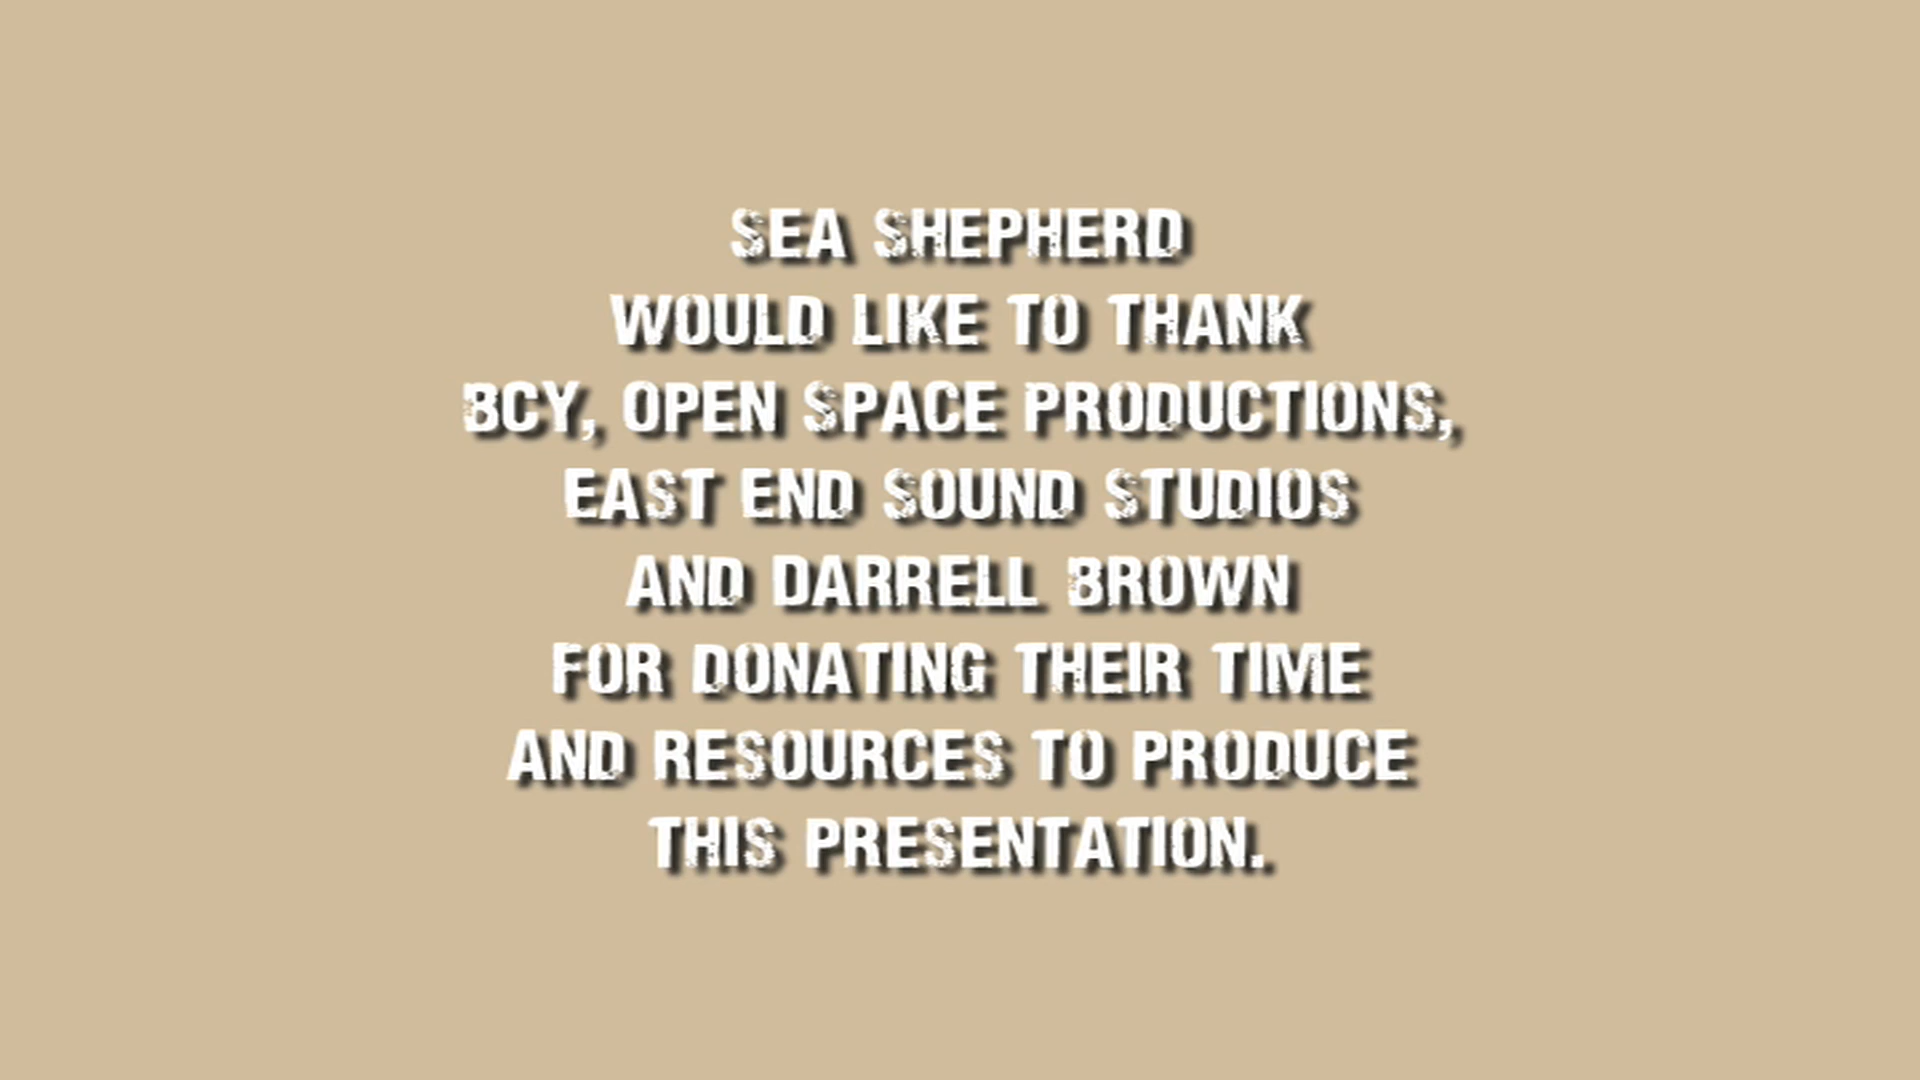 SEA SHEPHERD
WOULD LIKE TO THANK
BCY, OPEN SPACE PRODUCTIONS,
EAST END SOUND STUDIOS
AND DARRELL BROWN
FOR DONATING THEIR TIME
AND RESOURCES TO PRODUCE
THIS PRESENTATION.